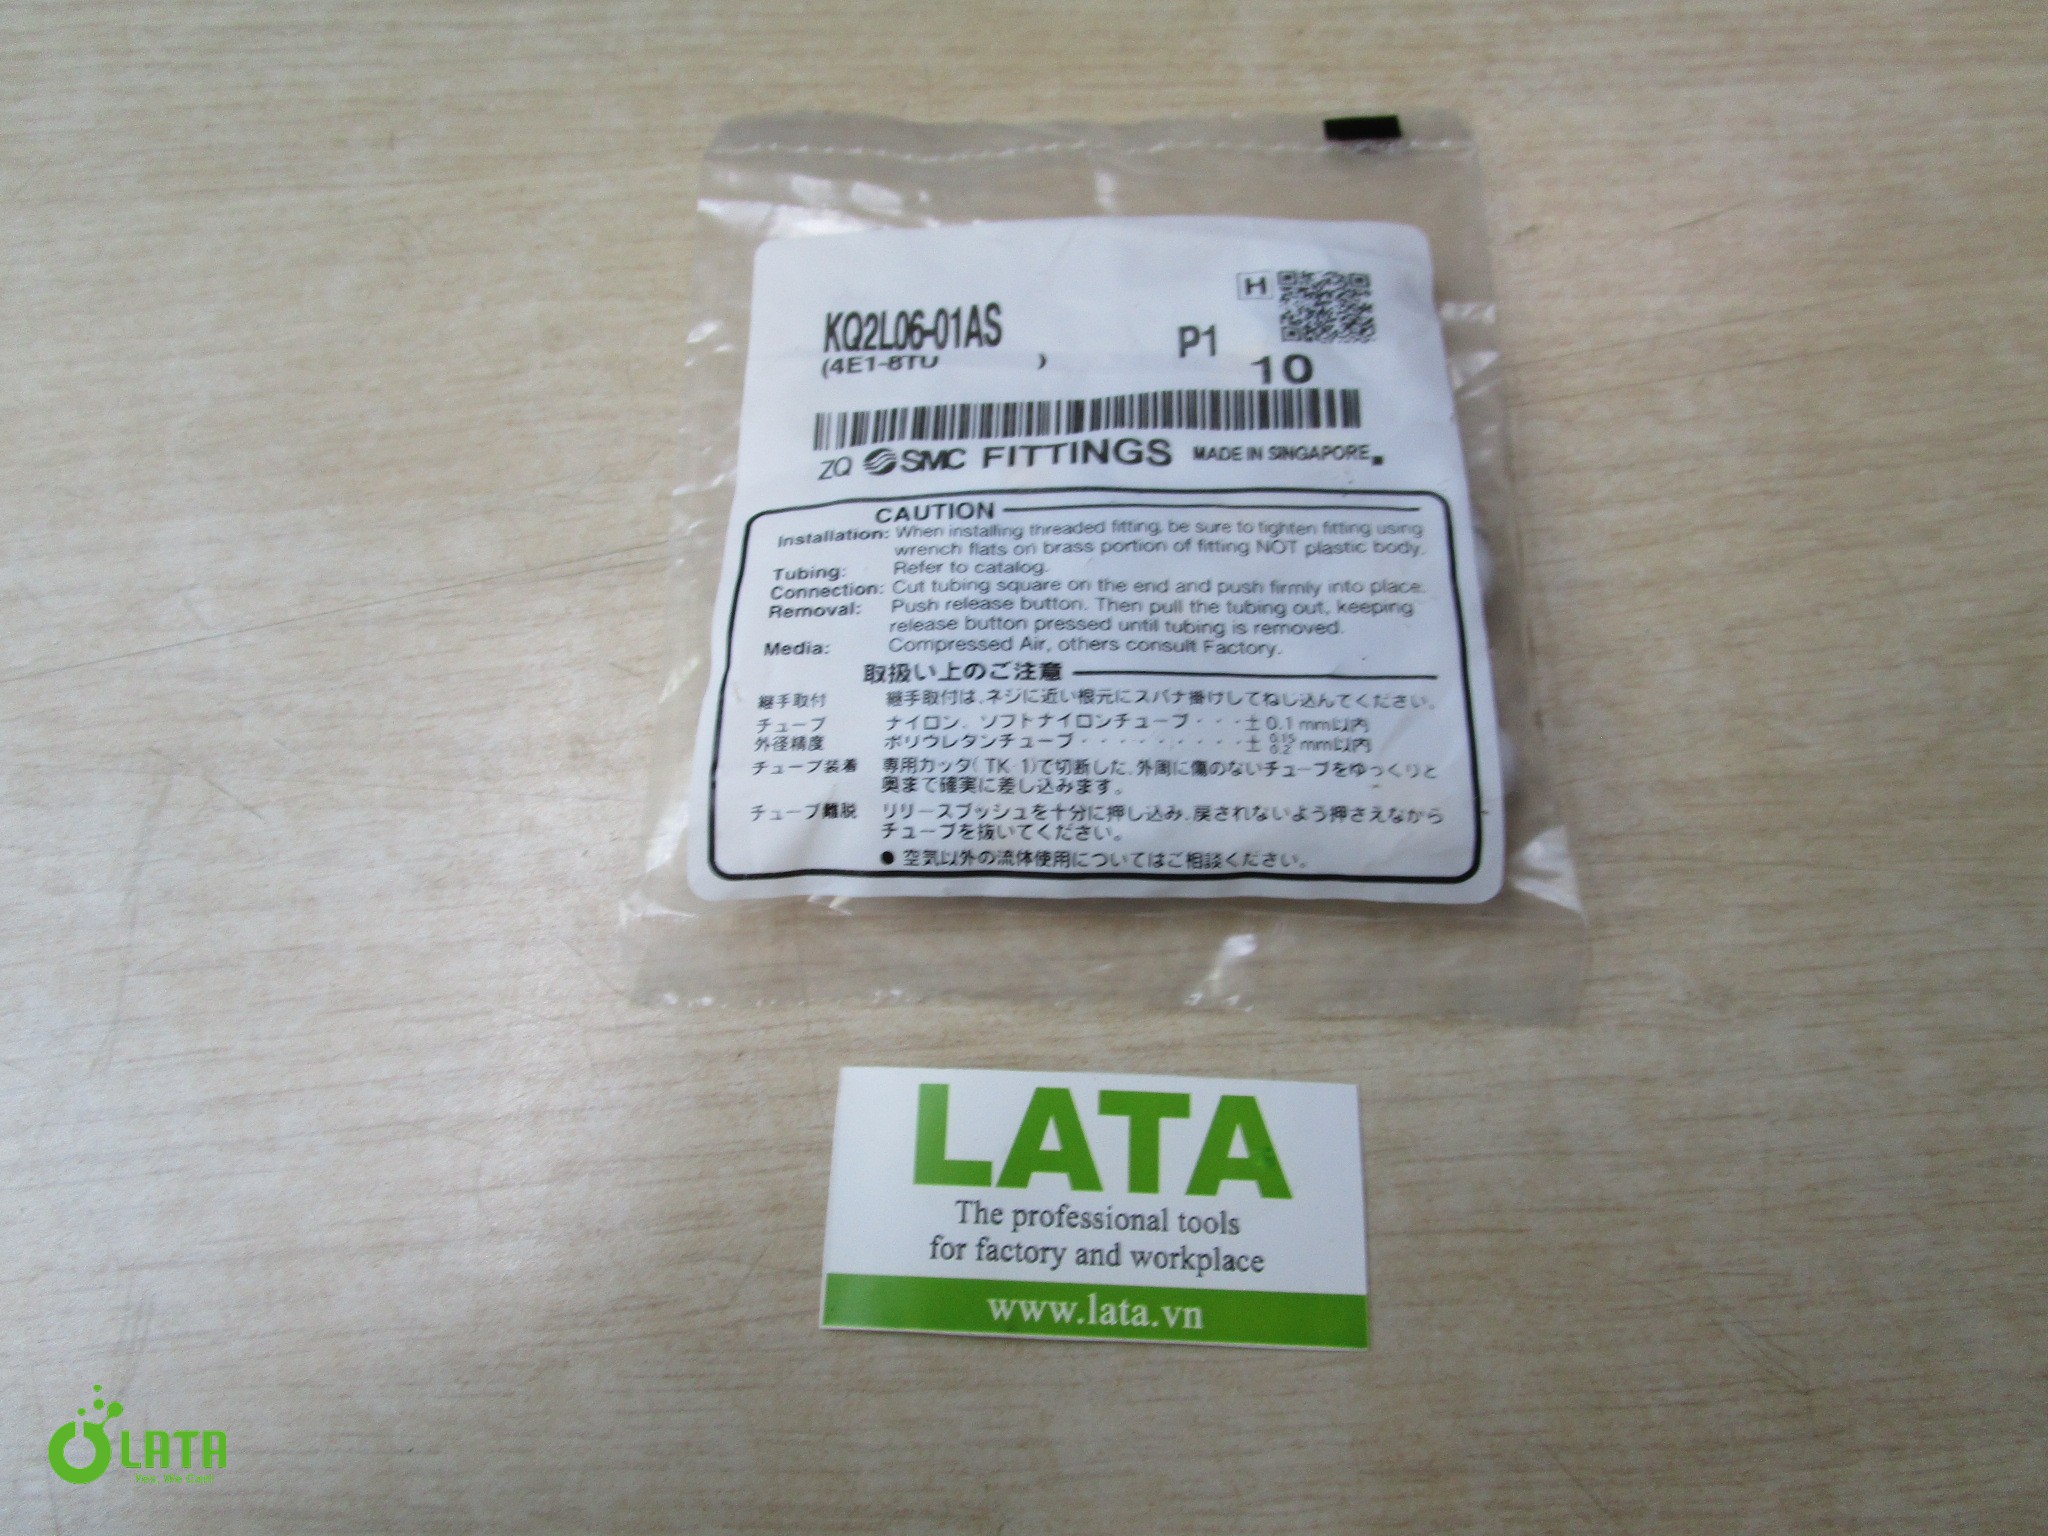 H
KQ2L06-01AS
P1
(4E1-8TU )
10
ZQ SMC FITTINGS MADE IN SINGAPORE
CAUTION
Installation: When installing threaded fitting, be sure to tighten fitting using
wrench flats on brass portion of fitting NOT plastic body.
Tubing: Refer to catalog.
Connection: Cut tubing square on the end and push firmly into place.
Removal: Push release button. Then pull the tubing out, keeping
release button pressed until tubing is removed.
Media: Compressed Air, others consult Factory.
取扱い上のご注意
継手取付 継手取付は、ネジに近い根元にスパナ掛けしてねじ込んでください。
チューブ ナイロン、ソフトナイロンチューブ・・・± 0.1 mm以内
外径精度 ポリウレタンチューブ・・・・・・・・・± 0.15 0.2 mm以内
チューブ装着 専用カッタ(TK-1)で切断した、外周に傷のないチューブをゆっくりと
奥まで確実に差し込みます。
チューブ離脱 リリースブッシュを十分に押し込み、戻されないよう押さえながら
チューブを抜いてください。
● 空気以外の流体使用についてはご相談ください。
LATA
The professional tools
for factory and workplace
www.lata.vn
LATA